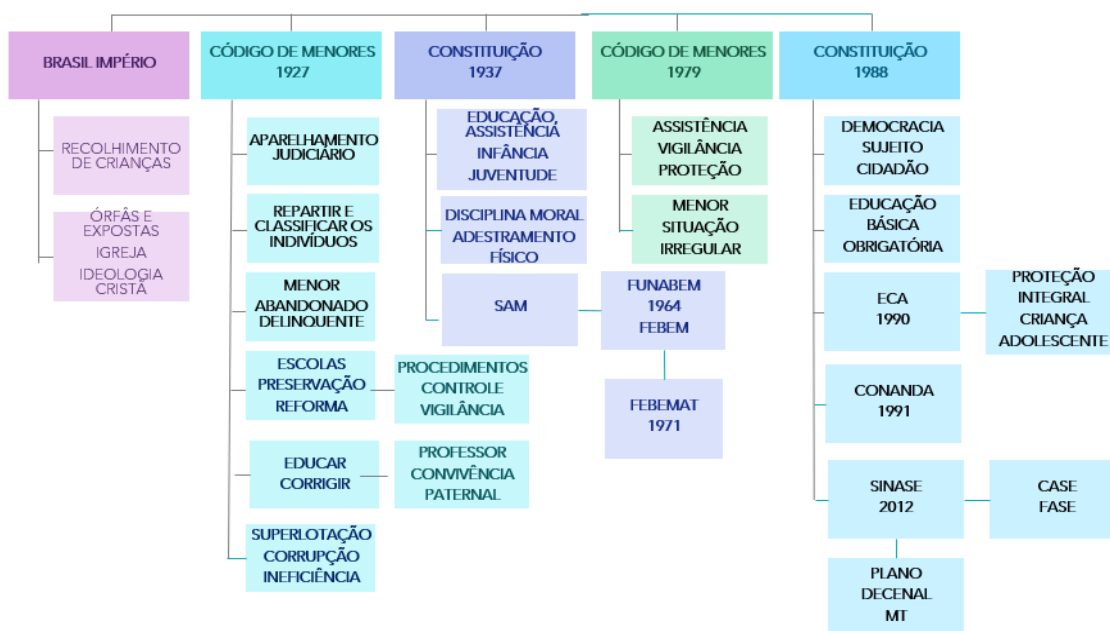 BRASIL IMPÉRIO
RECOLHIMENTO
DE CRIANÇAS
ÓRFÂS E
EXPOSTAS
IGREJA
IDEOLOGIA
CRISTÃ
CÓDIGO DE MENORES
1927
APARELHAMENTO
JUDICIÁRIO
REPARTIR E
CLASSIFICAR OS
INDIVÍDUOS
MENOR
ABANDONADO
DELINQUENTE
ESCOLAS
PRESERVAÇÃO
REFORMA
PROCEDIMENTOS
CONTROLE
VIGILÂNCIA
EDUCAR
CORRIGIR
PROFESSOR
CONVIVÊNCIA
PATERNAL
SUPERLOTAÇÃO
CORRUPÇÃO
INEFICIÊNCIA
CONSTITUIÇÃO
1937
EDUCAÇÃO,
ASSISTÊNCIA
INFÂNCIA
JUVENTUDE
DISCIPLINA MORAL
ADESTRAMENTO
FÍSICO
SAM
FUNABEM
1964
FEBEM
FEBEMAT
1971
CÓDIGO DE MENORES
1979
ASSISTÊNCIA
VIGILÂNCIA
PROTEÇÃO
MENOR
SITUAÇÃO
IRREGULAR
CONSTITUIÇÃO
1988
DEMOCRACIA
SUJEITO
CIDADÃO
EDUCAÇÃO
BÁSICA
OBRIGATÓRIA
ECA
1990
PROTEÇÃO
INTEGRAL
CRIANÇA
ADOLESCENTE
CONANDA
1991
SINASE
2012
CASE
FASE
PLANO
DECENAL
MT